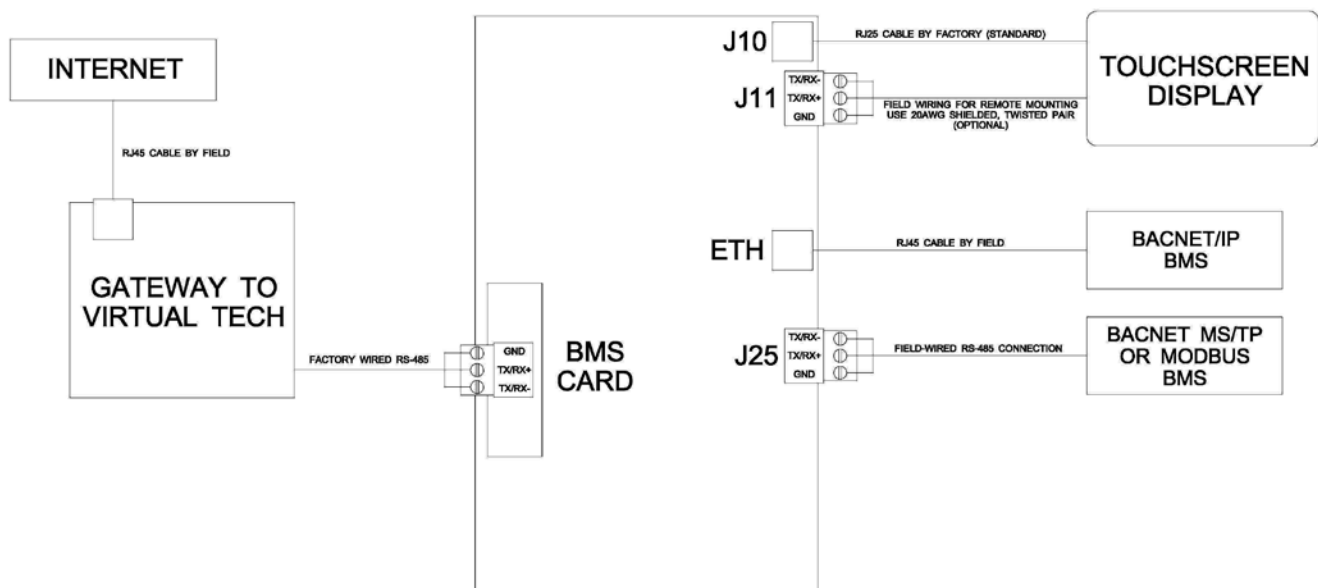 INTERNET
RJ45 CABLE BY FIELD
GATEWAY TO
VIRTUAL TECH
FACTORY WIRED RS-485
GND
TX/RX+
TX/RX-
BMS
CARD
J10
RJ25 CABLE BY FACTORY (STANDARD)
TOUCHSCREEN
DISPLAY
J11
TX/RX-
TX/RX+
GND
FIELD WIRING FOR REMOTE MOUNTING
USE 20AWG SHIELDED, TWISTED PAIR
(OPTIONAL)
ETH
RJ45 CABLE BY FIELD
BACNET/IP
BMS
J25
TX/RX-
TX/RX+
GND
FIELD-WIRED RS-485 CONNECTION
BACNET MS/TP
OR MODBUS
BMS